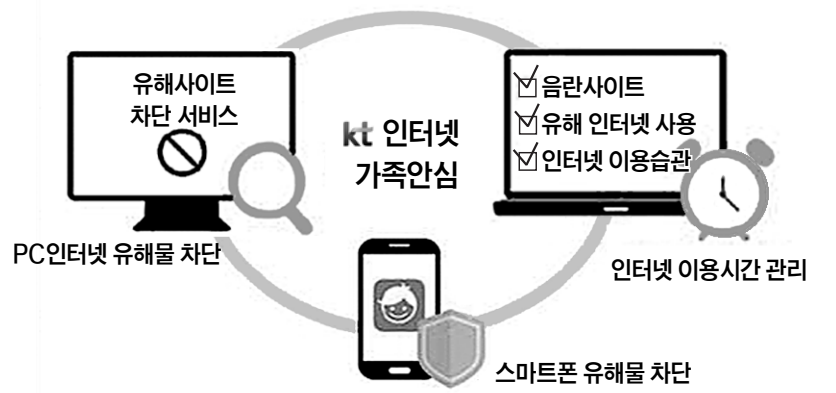 유해사이트
차단 서비스
kt 인터넷
가족안심
음란사이트
유해 인터넷 사용
인터넷 이용습관
PC인터넷 유해물 차단
인터넷 이용시간 관리
스마트폰 유해물 차단